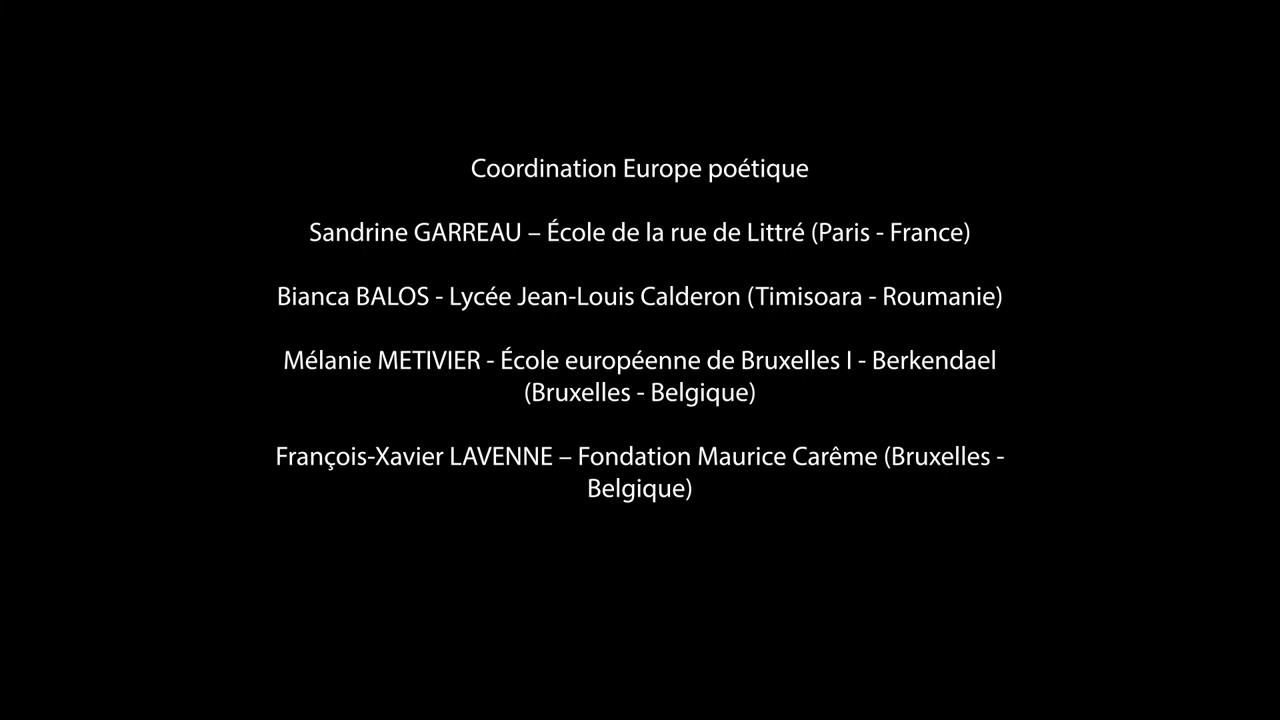 Coordination Europe poétique
Sandrine GARREAU – École de la rue de Littré (Paris - France)
Bianca BALOS - Lycée Jean-Louis Calderon (Timisoara - Roumanie)
Mélanie METIVIER - École européenne de Bruxelles I - Berkendael
(Bruxelles - Belgique)
François-Xavier LAVENNE – Fondation Maurice Carême (Bruxelles -
Belgique)